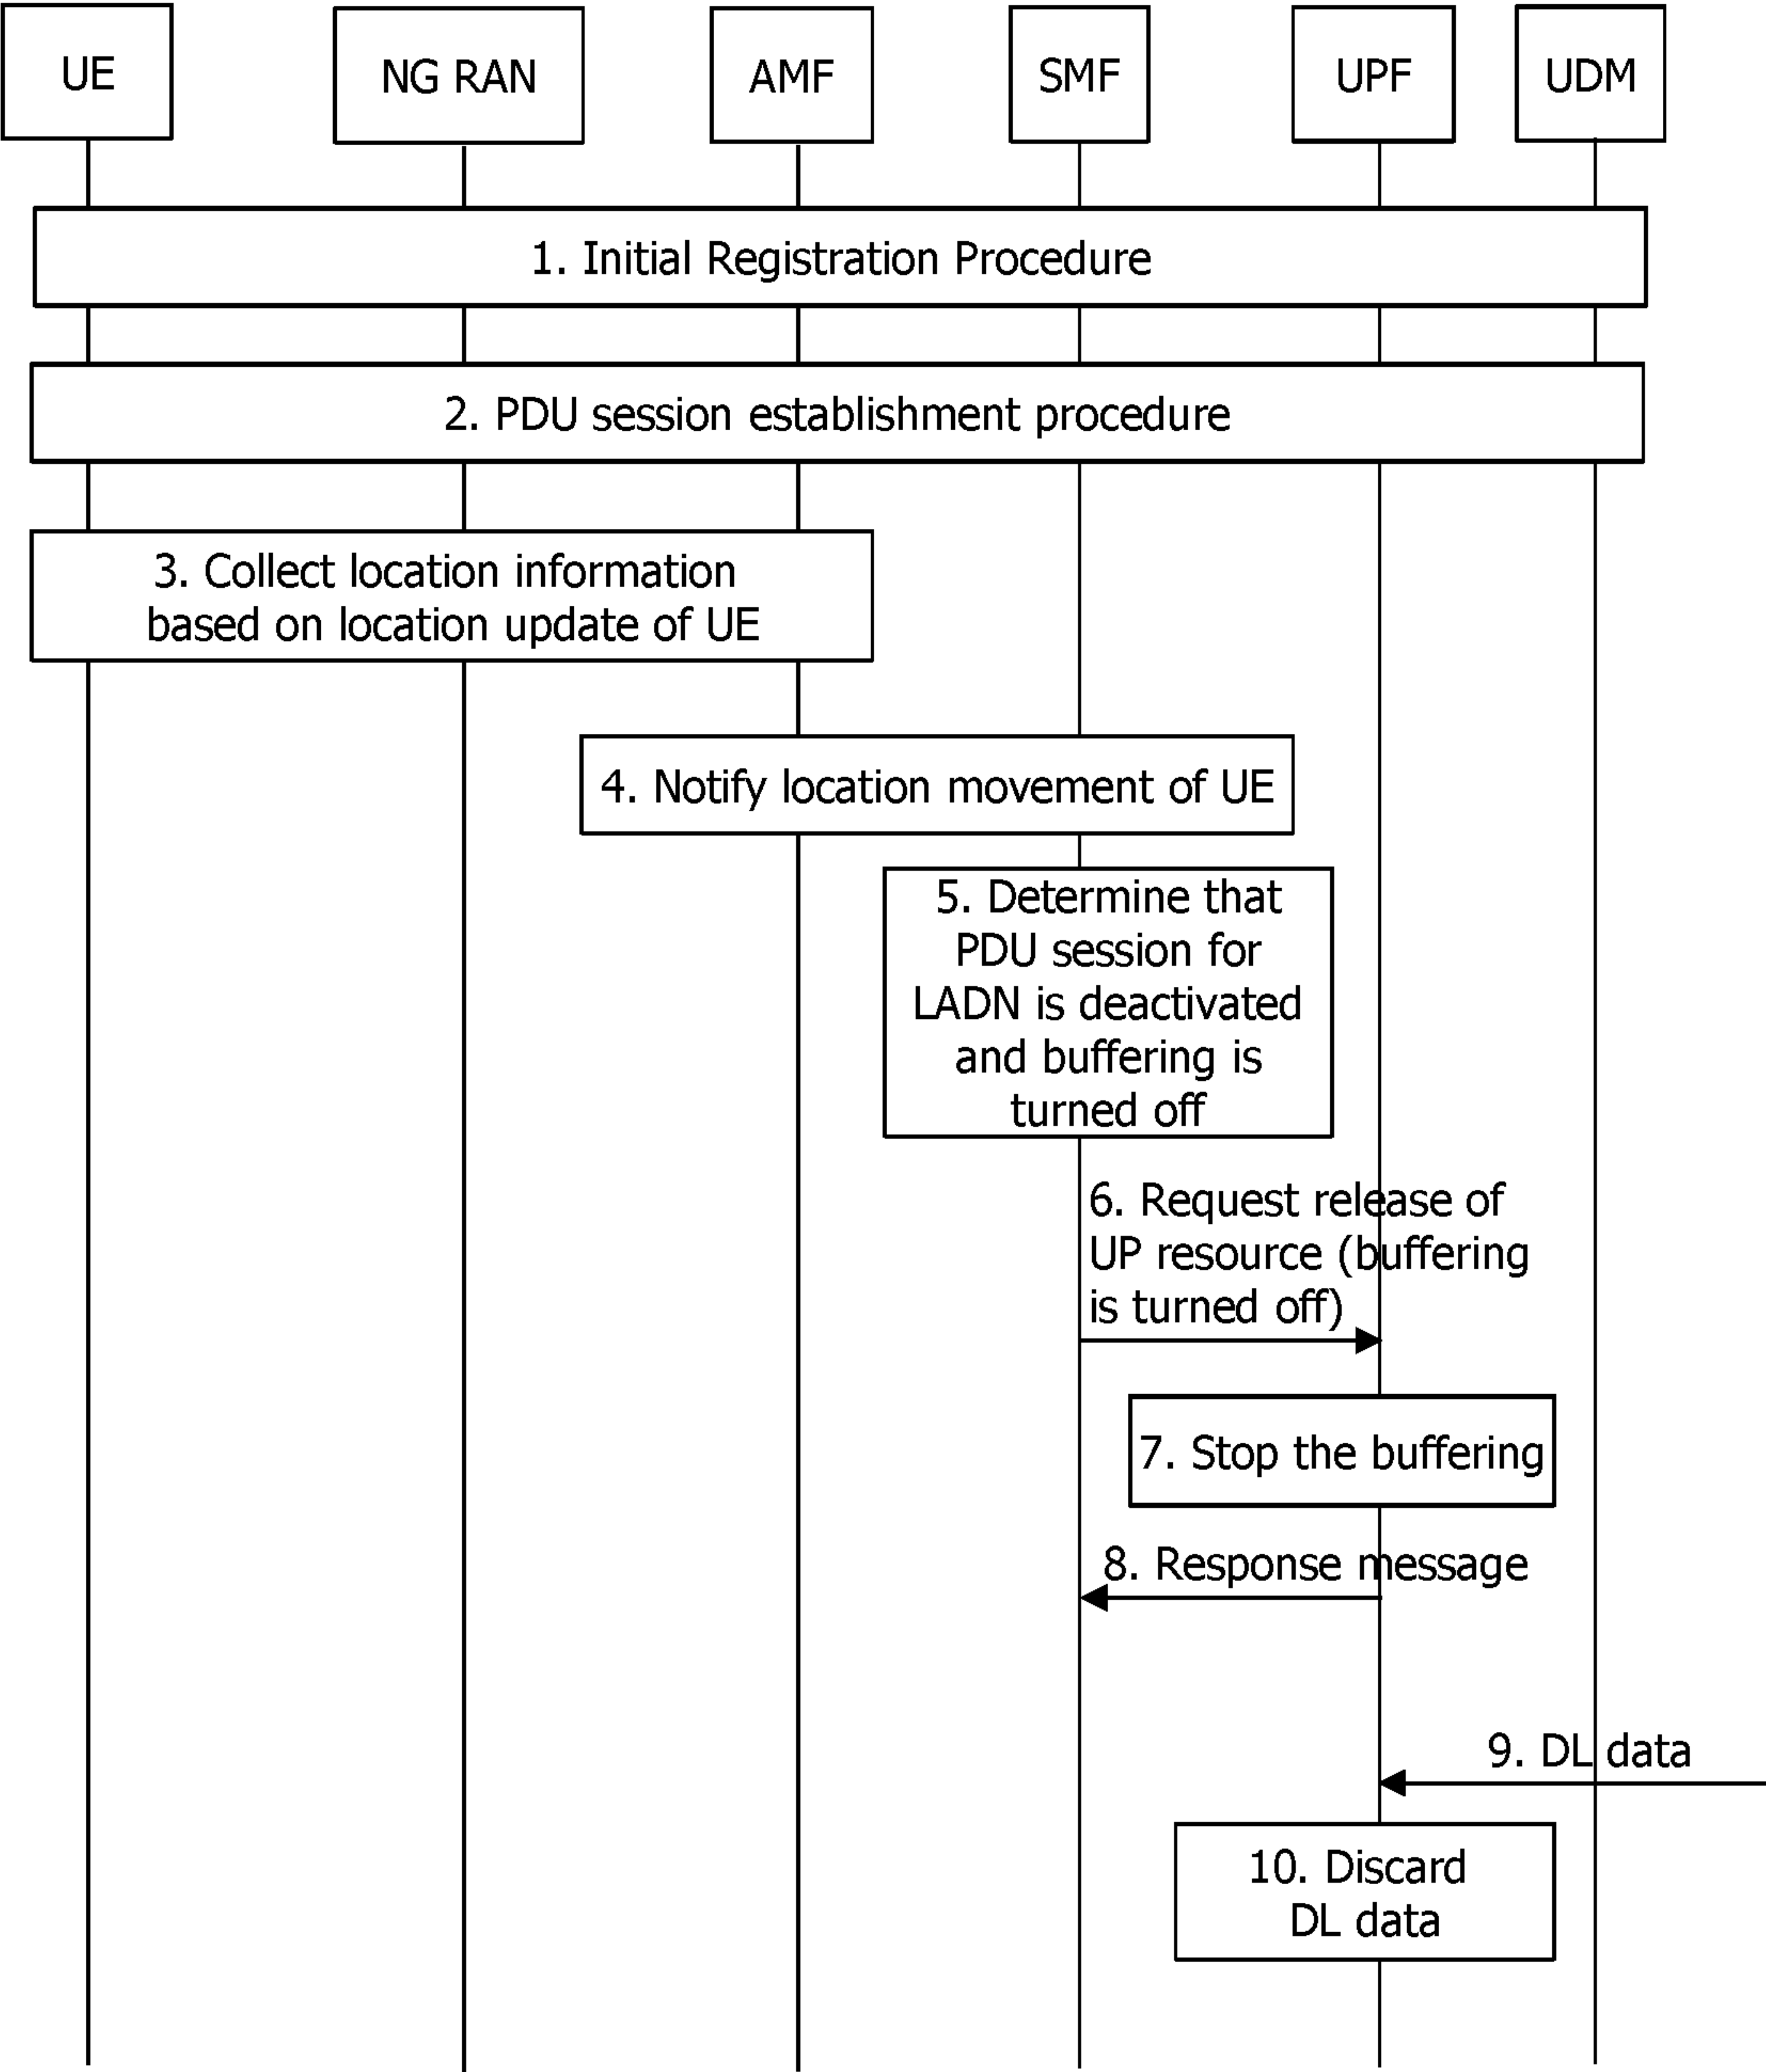 UE
NG RAN
AMF
SMF
UPF
UDM
1. Initial Registration Procedure
2. PDU session establishment procedure
3. Collect location information
based on location update of UE
4. Notify location movement of UE
5. Determine that
PDU session for
LADN is deactivated
and buffering is
turned off
6. Request release of
UP resource (buffering
is turned off)
7. Stop the buffering
8. Response message
9. DL data
10. Discard
DL data